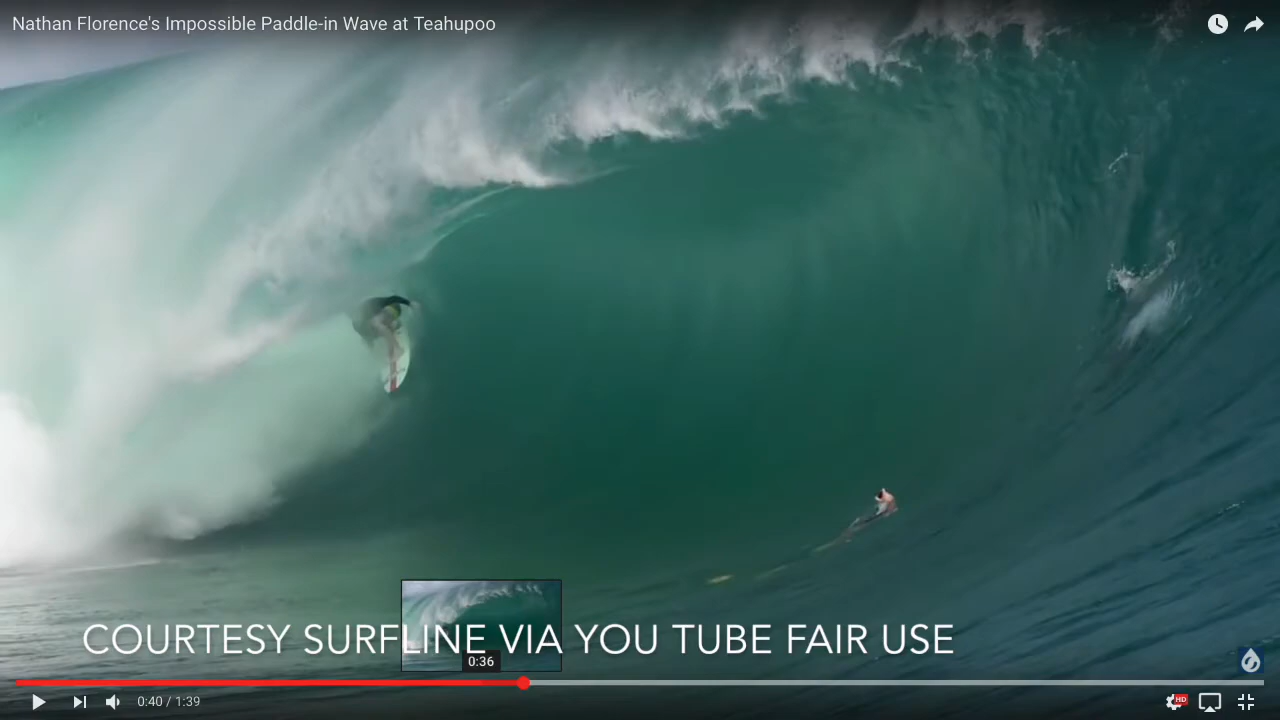 Nathan Florence's Impossible Paddle-in Wave at Teahupoo
COURTESY SURFLINE VIA YOU TUBE FAIR USE
0:36
0:40 / 1:39
HD